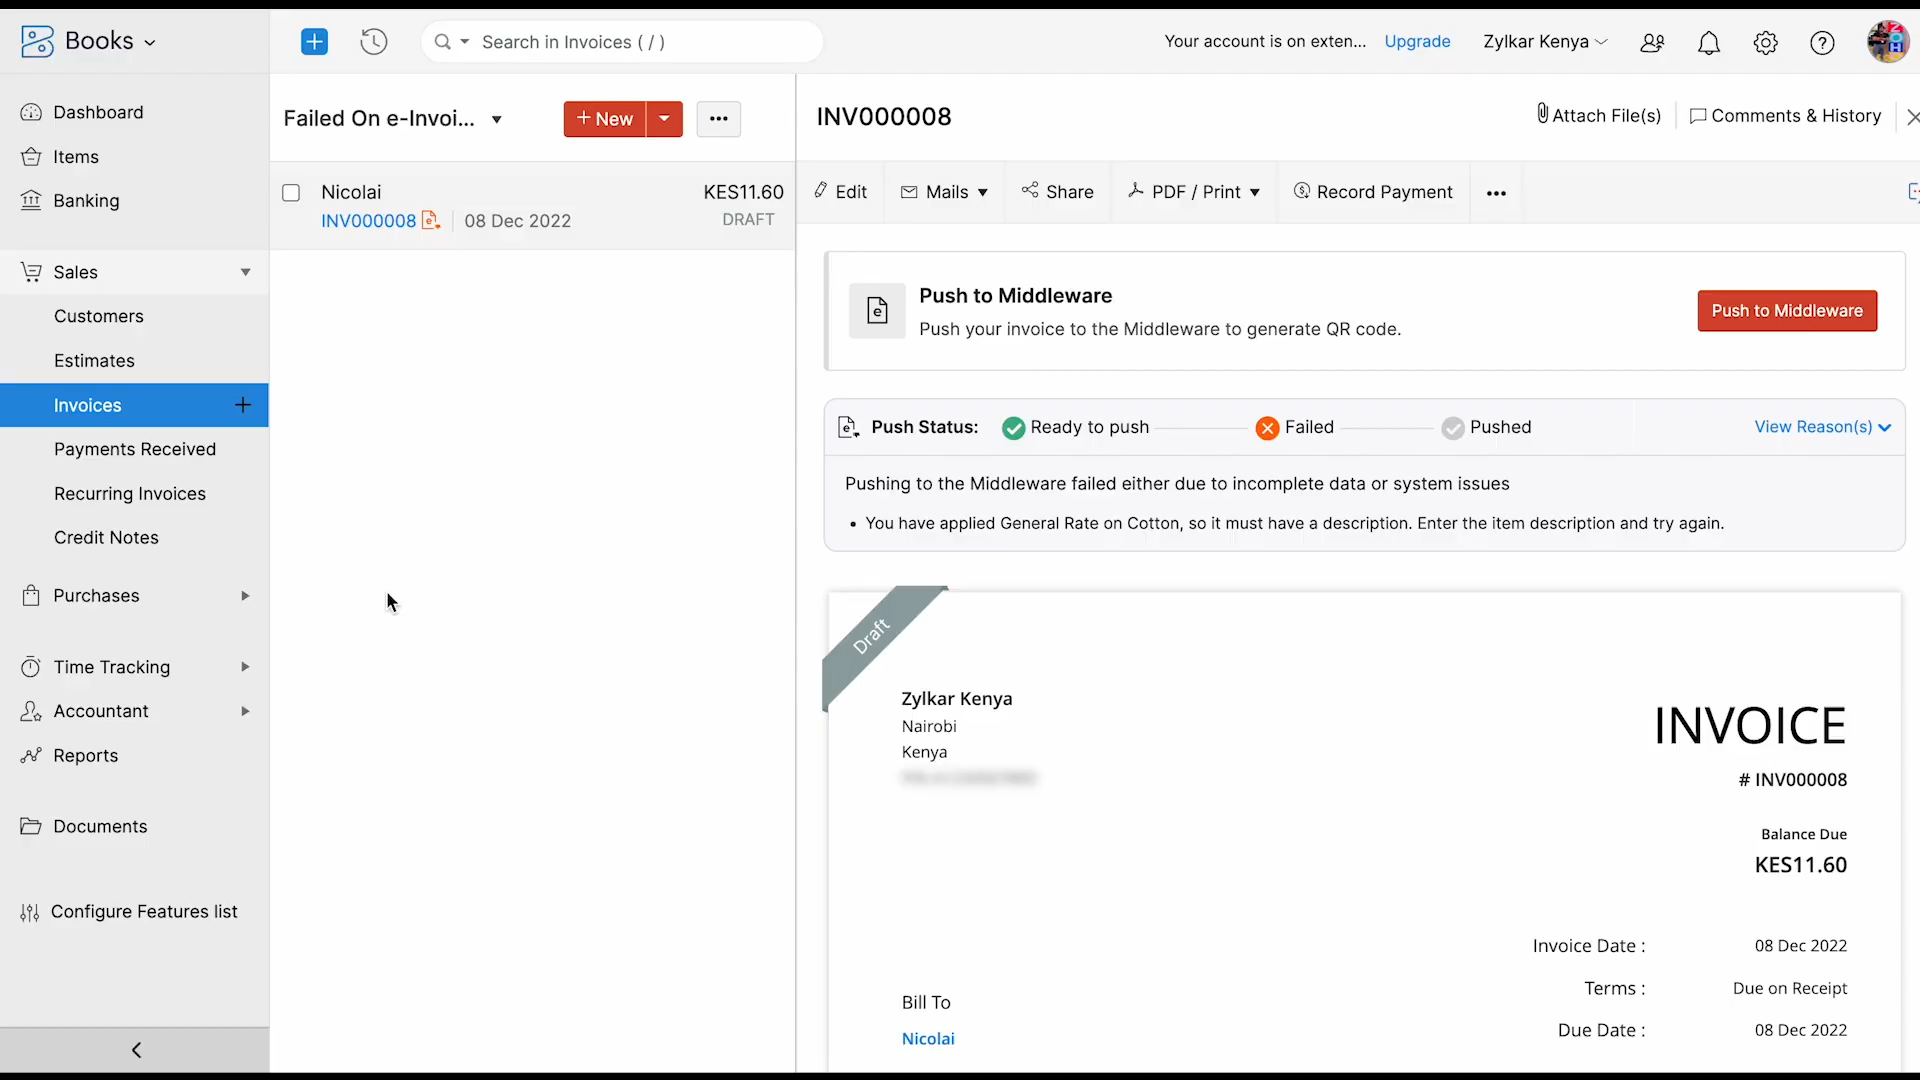 Books
Search in Invoices ( / )
Your account is on exten...
Upgrade
Zylkar Kenya
Dashboard
Items
Banking
Sales
Customers
Estimates
Invoices
Payments Received
Recurring Invoices
Credit Notes
Purchases
Time Tracking
Accountant
Reports
Documents
Configure Features list
Failed On e-Invoi...
+ New
Nicolai
KES11.60
INV000008
08 Dec 2022
DRAFT
INV000008
Attach File(s)
Comments & History
Edit
Mails
Share
PDF / Print
Record Payment
Push to Middleware
Push your invoice to the Middleware to generate QR code.
Push to Middleware
Push Status:
Ready to push
Failed
Pushed
View Reason(s)
Pushing to the Middleware failed either due to incomplete data or system issues
• You have applied General Rate on Cotton, so it must have a description. Enter the item description and try again.
Draft
Zylkar Kenya
Nairobi
Kenya
INVOICE
# INV000008
Balance Due
KES11.60
Invoice Date :
08 Dec 2022
Terms :
Due on Receipt
Due Date :
08 Dec 2022
Bill To
Nicolai